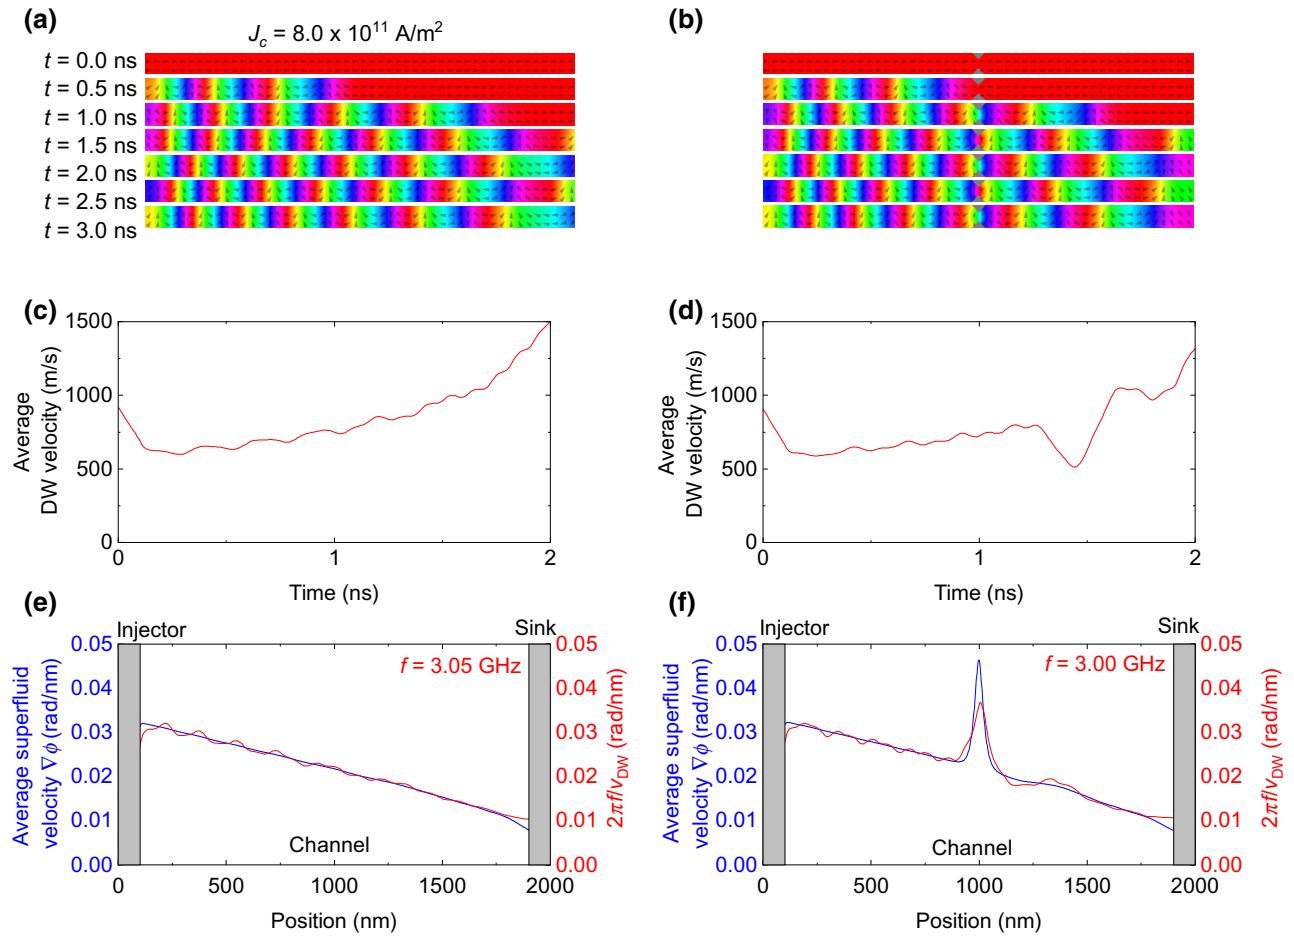 (a)
J_c = 8.0 x 10^11 A/m^2
t = 0.0 ns
t = 0.5 ns
t = 1.0 ns
t = 1.5 ns
t = 2.0 ns
t = 2.5 ns
t = 3.0 ns
(b)
(c)
1500
1000
500
0
0
1
2
Average
DW velocity (m/s)
Time (ns)
(d)
1500
1000
500
0
0
1
2
Average
DW velocity (m/s)
Time (ns)
(e)
Injector
Sink
f = 3.05 GHz
0.05
0.04
0.03
0.02
0.01
0.00
Average superfluid
velocity ∇ϕ (rad/nm)
0.05
0.04
0.03
0.02
0.01
0.00
2πf/v_DW (rad/nm)
Channel
0
500
1000
1500
2000
Position (nm)
(f)
Injector
Sink
f = 3.00 GHz
0.05
0.04
0.03
0.02
0.01
0.00
Average superfluid
velocity ∇ϕ (rad/nm)
0.05
0.04
0.03
0.02
0.01
0.00
2πf/v_DW (rad/nm)
Channel
0
500
1000
1500
2000
Position (nm)